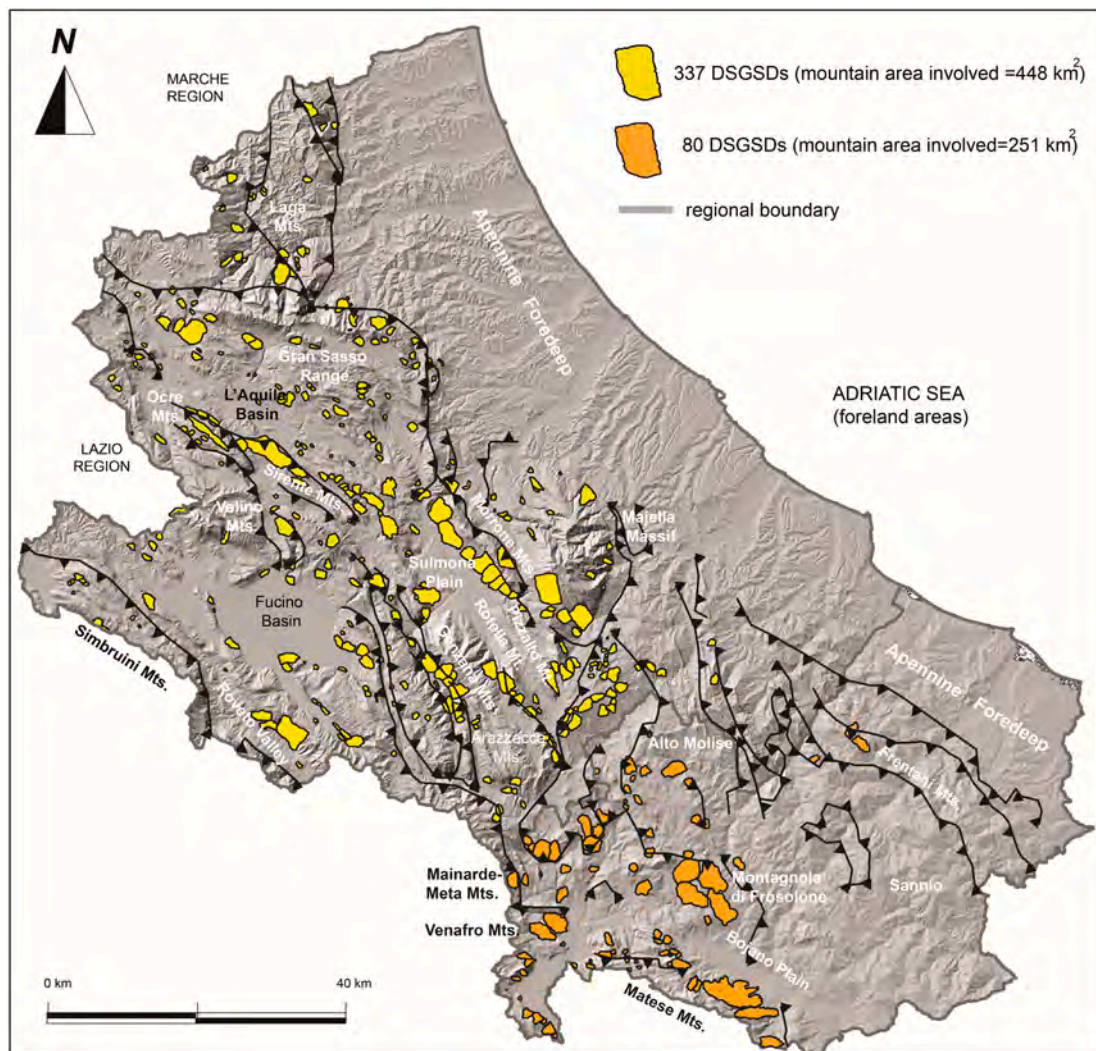 N
MARCHE
REGION
337 DSGSDs (mountain area involved =448 km²)
80 DSGSDs (mountain area involved=251 km²)
regional boundary
Laga
Mts.
Apennine Foredeep
Gran Sasso
Range
ADRIATIC SEA
(foreland areas)
Ocre
Mts.
L'Aquila
Basin
LAZIO
REGION
Sirente Mts.
Velino
Mts.
Morrone Mts.
Majella
Massif
Sulmona
Plain
Fucino
Basin
Rotella Mt.
Pizzalto Mt.
Genzana Mts.
Simbruini Mts.
Roveto Valley
Arazzecca
Mts.
Alto Molise
Apennine Foredeep
Frentani Mts.
Mainarde-
Meta Mts.
Montagnola
di Frosolone
Sannio
Venafro Mts
Bojano Plain
Matese Mts.
0 km
40 km